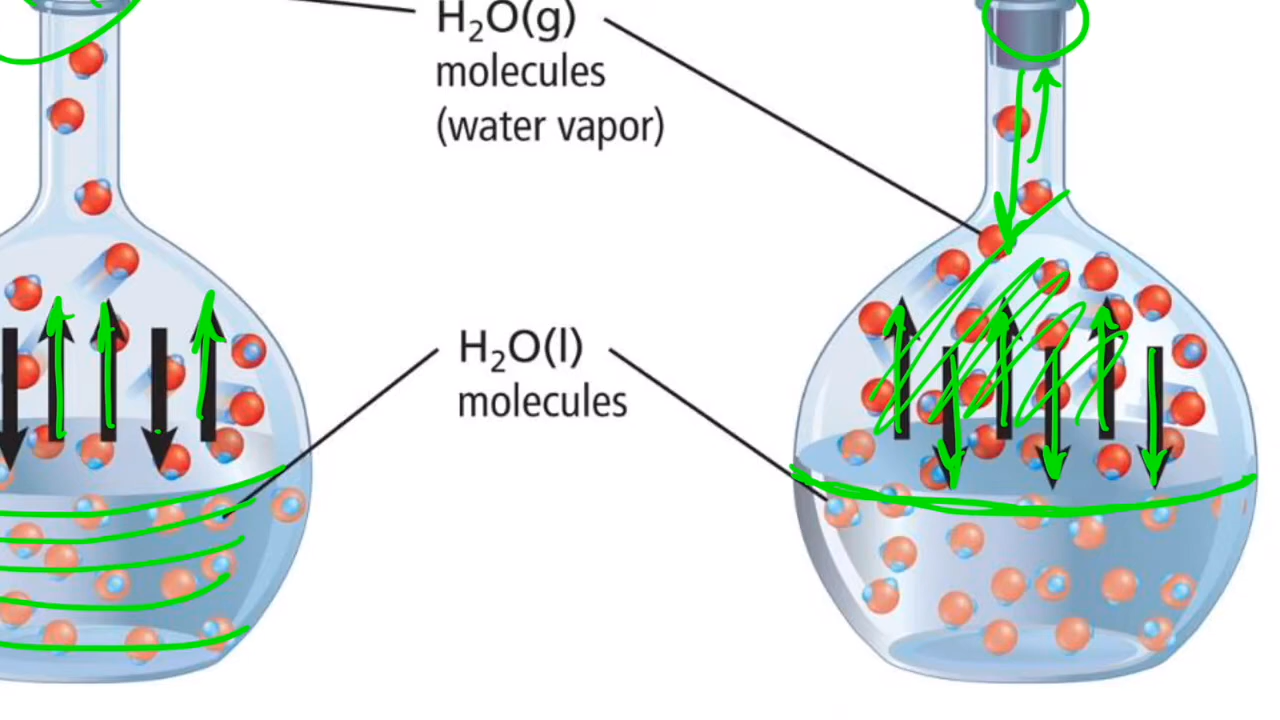 H₂O(g)
molecules
(water vapor)
H₂O(l)
molecules